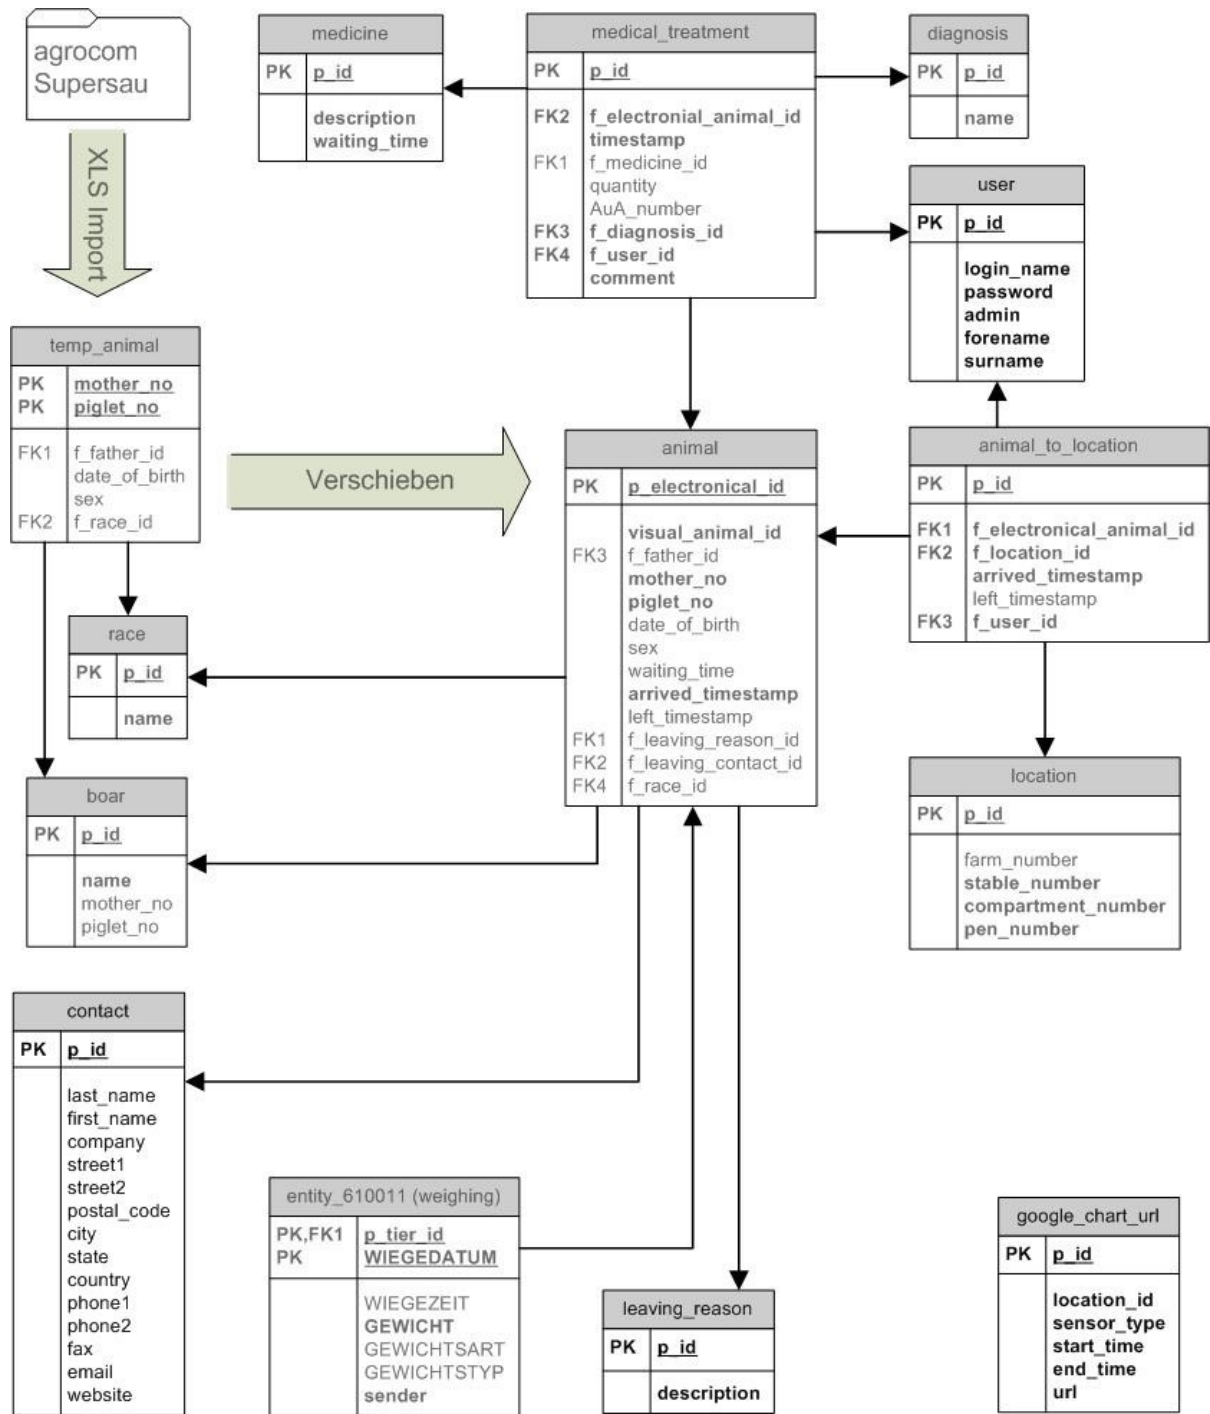 agrocom
Supersau
XLS Import
medicine
PK p_id
description
waiting_time
medical_treatment
PK p_id
FK2 f_electronial_animal_id
timestamp
FK1 f_medicine_id
quantity
AuA_number
FK3 f_diagnosis_id
FK4 f_user_id
comment
diagnosis
PK p_id
name
user
PK p_id
login_name
password
admin
forename
surname
temp_animal
PK mother_no
PK piglet_no
FK1 f_father_id
date_of_birth
sex
FK2 f_race_id
Verschieben
animal
PK p_electronical_id
visual_animal_id
FK3 f_father_id
mother_no
piglet_no
date_of_birth
sex
waiting_time
arrived_timestamp
left_timestamp
FK1 f_leaving_reason_id
FK2 f_leaving_contact_id
FK4 f_race_id
animal_to_location
PK p_id
FK1 f_electronical_animal_id
FK2 f_location_id
arrived_timestamp
left_timestamp
FK3 f_user_id
race
PK p_id
name
boar
PK p_id
name
mother_no
piglet_no
location
PK p_id
farm_number
stable_number
compartment_number
pen_number
contact
PK p_id
last_name
first_name
company
street1
street2
postal_code
city
state
country
phone1
phone2
fax
email
website
entity_610011 (weighing)
PK,FK1 p_tier_id
PK WIEGEDATUM
WIEGEZEIT
GEWICHT
GEWICHTSART
GEWICHTSTYP
sender
leaving_reason
PK p_id
description
google_chart_url
PK p_id
location_id
sensor_type
start_time
end_time
url